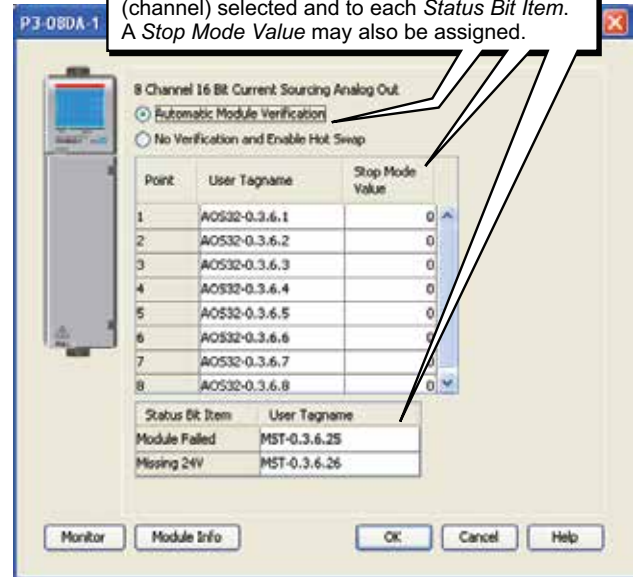 (channel) selected and to each Status Bit Item.
A Stop Mode Value may also be assigned.
P3-08DA-1
8 Channel 16 Bit Current Sourcing Analog Out
Automatic Module Verification
No Verification and Enable Hot Swap
Point User Tagname Stop Mode Value
1 AOS32-0.3.6.1 0
2 AOS32-0.3.6.2 0
3 AOS32-0.3.6.3 0
4 AOS32-0.3.6.4 0
5 AOS32-0.3.6.5 0
6 AOS32-0.3.6.6 0
7 AOS32-0.3.6.7 0
8 AOS32-0.3.6.8 0
Status Bit Item User Tagname
Module Failed MST-0.3.6.25
Missing 24V MST-0.3.6.26
Monitor Module Info OK Cancel Help